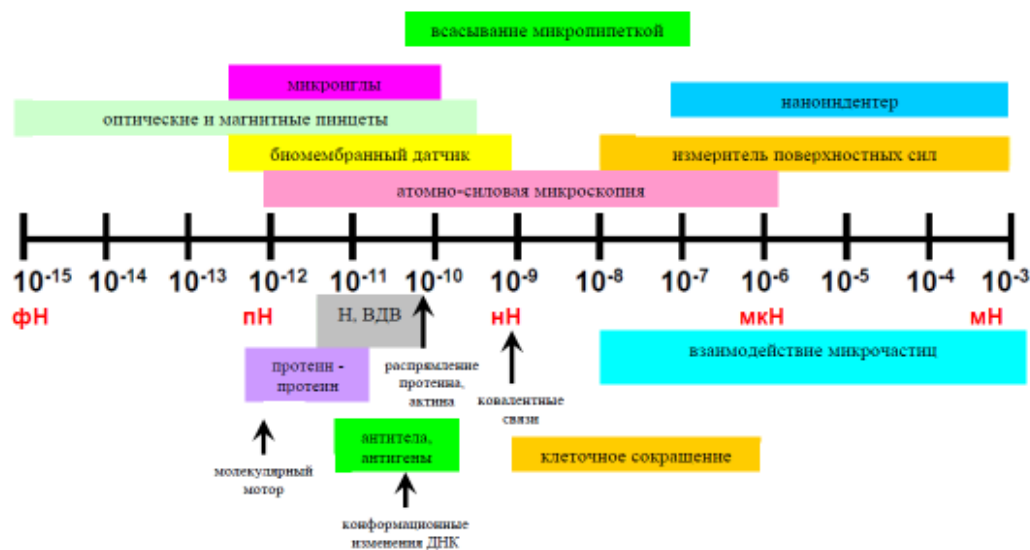 всасывание микропипеткой
микроиглы
наноиндентер
оптические и магнитные пинцеты
биомембранный датчик
измеритель поверхностных сил
атомно-силовая микроскопия
10⁻¹⁵ 10⁻¹⁴ 10⁻¹³ 10⁻¹² 10⁻¹¹ 10⁻¹⁰ 10⁻⁹ 10⁻⁸ 10⁻⁷ 10⁻⁶ 10⁻⁵ 10⁻⁴ 10⁻³
фН пН нН мкН мН
Н, ВДВ
взаимодействие микрочастиц
протеин -
протеин
распрямление
протеина,
актина
ковалентные
связи
антитела,
антигены
клеточное сокращение
молекулярный
мотор
конформационные
изменения ДНК